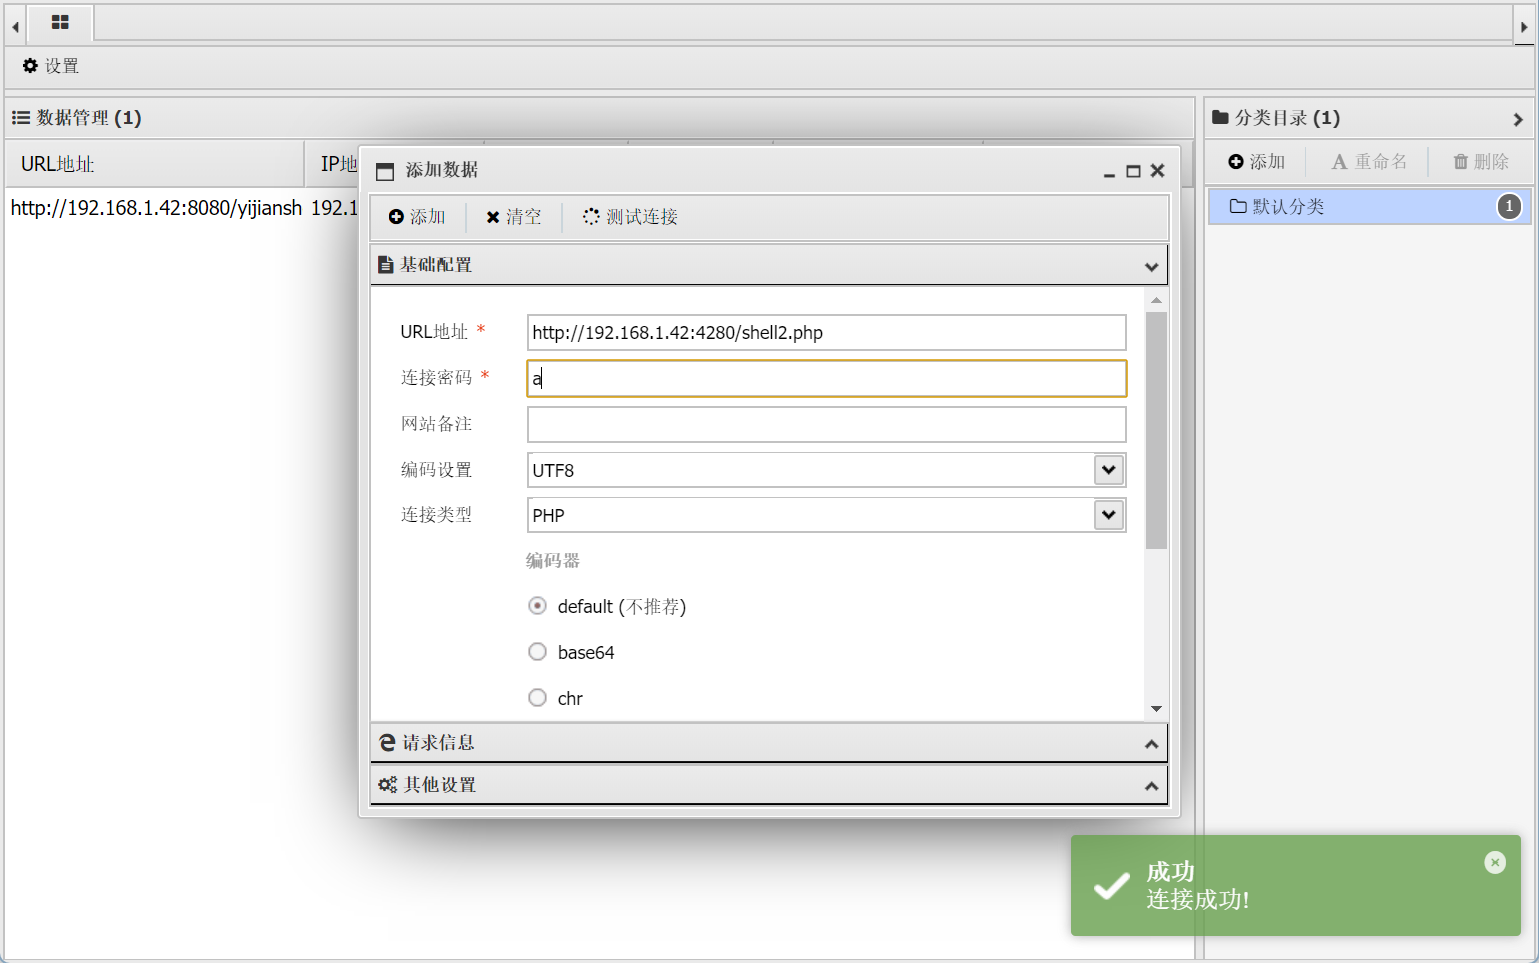 设置
数据管理 (1)
URL地址
IP地
http://192.168.1.42:8080/yijiansh
192.1
添加数据
添加
清空
测试连接
基础配置
URL地址 *
http://192.168.1.42:4280/shell2.php
连接密码 *
a
网站备注
编码设置
UTF8
连接类型
PHP
编码器
default (不推荐)
base64
chr
请求信息
其他设置
分类目录 (1)
添加
A 重命名
删除
默认分类
1
成功
连接成功!